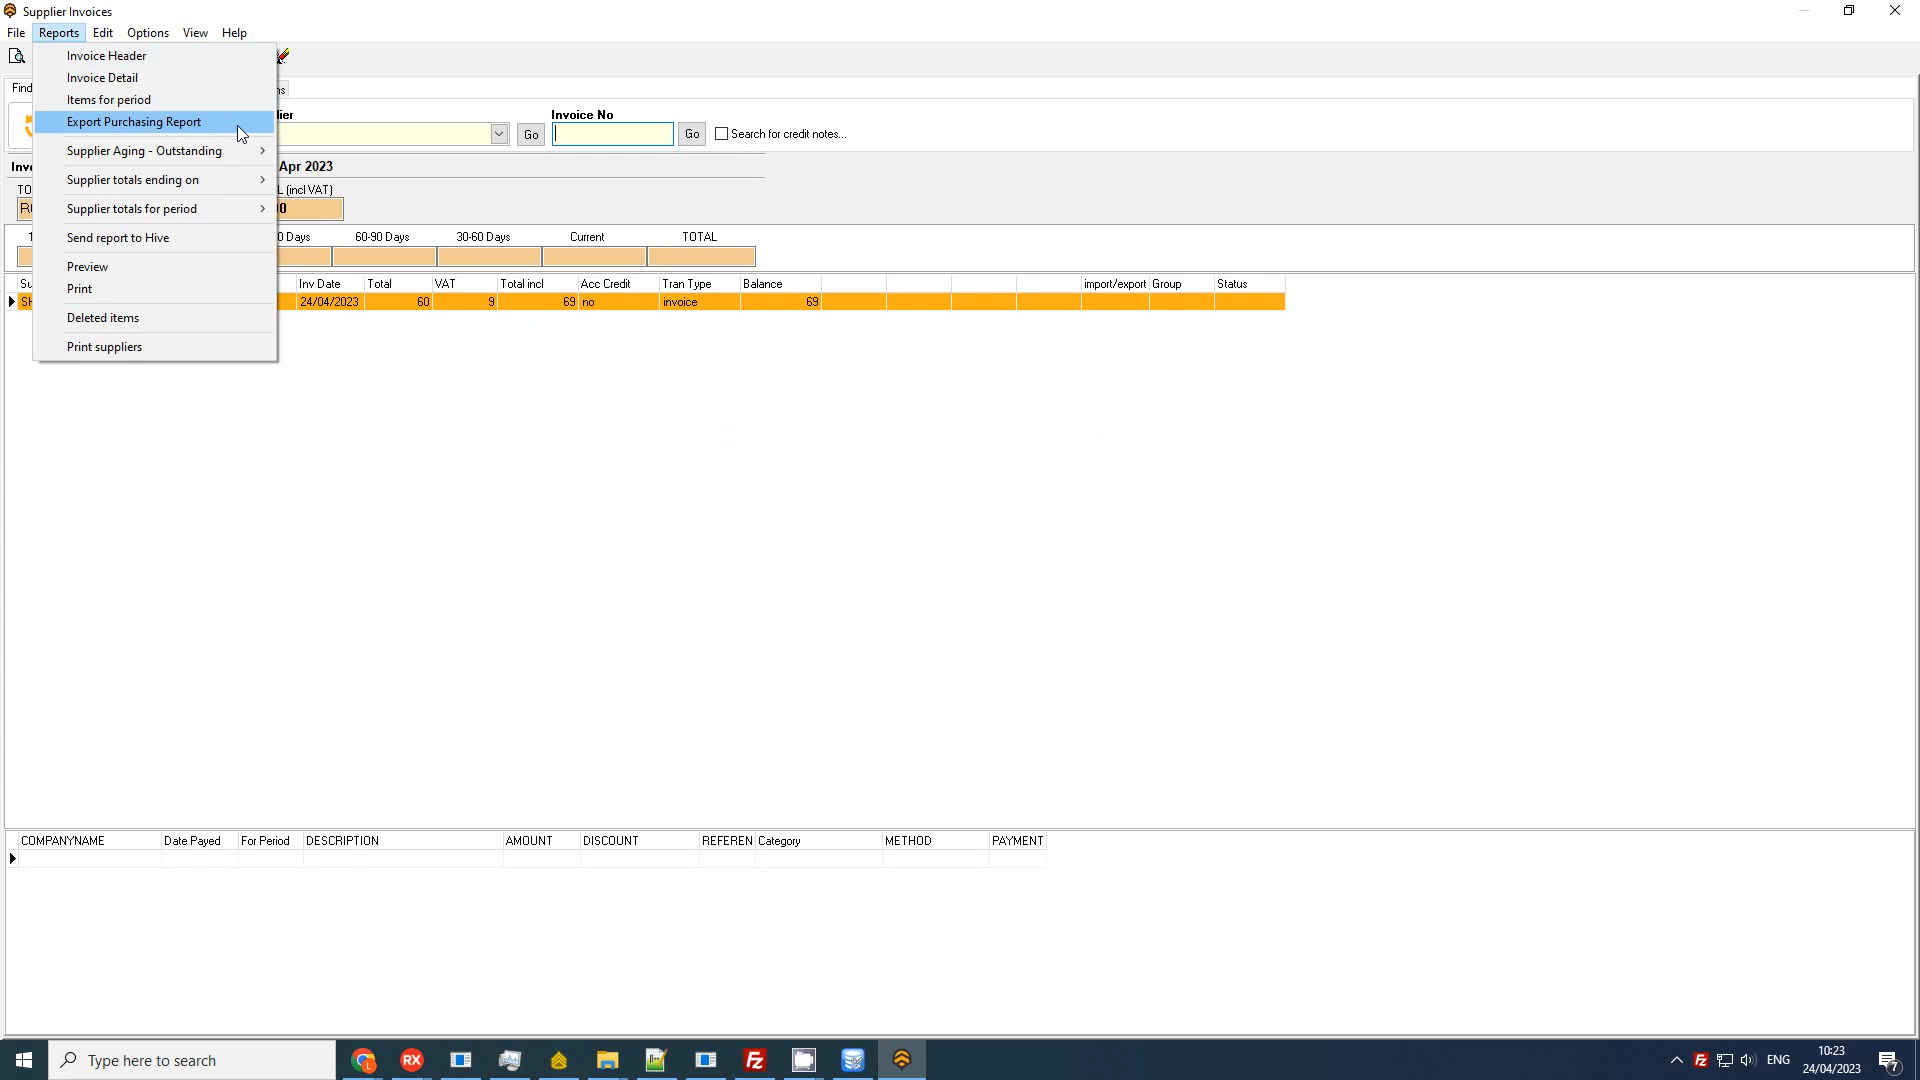 Supplier Invoices
File Reports Edit Options View Help
Invoice Header
Invoice Detail
Items for period
Export Purchasing Report
Supplier Aging - Outstanding
Supplier totals ending on
Supplier totals for period
Send report to Hive
Preview
Print
Deleted items
Print suppliers
Find
Invoice No
Go
Go Search for credit notes...
Apr 2023
(incl VAT)
Days 60-90 Days 30-60 Days Current TOTAL
Inv Date Total VAT Total incl Acc Credit Tran Type Balance import/export Group Status
24/04/2023 60 9 69 no invoice 69
COMPANYNAME Date Payed For Period DESCRIPTION AMOUNT DISCOUNT REFEREN Category METHOD PAYMENT
Type here to search
RX
FZ
ENG
10:23
24/04/2023
7